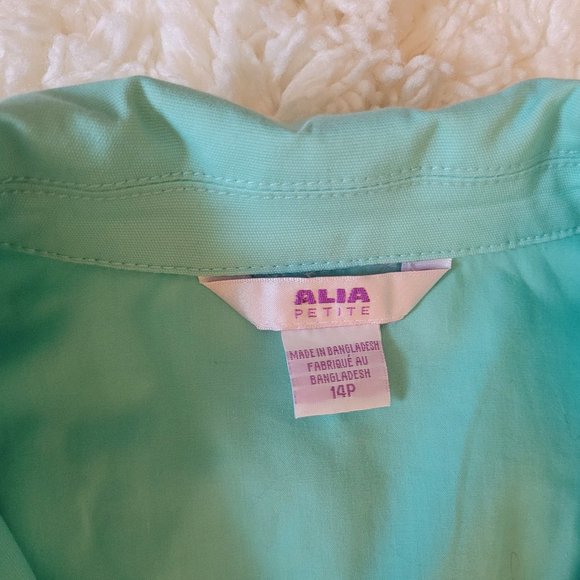 ALIA
PETITE
MADE IN BANGLADESH
FABRIQUÉ AU
BANGLADESH
14P